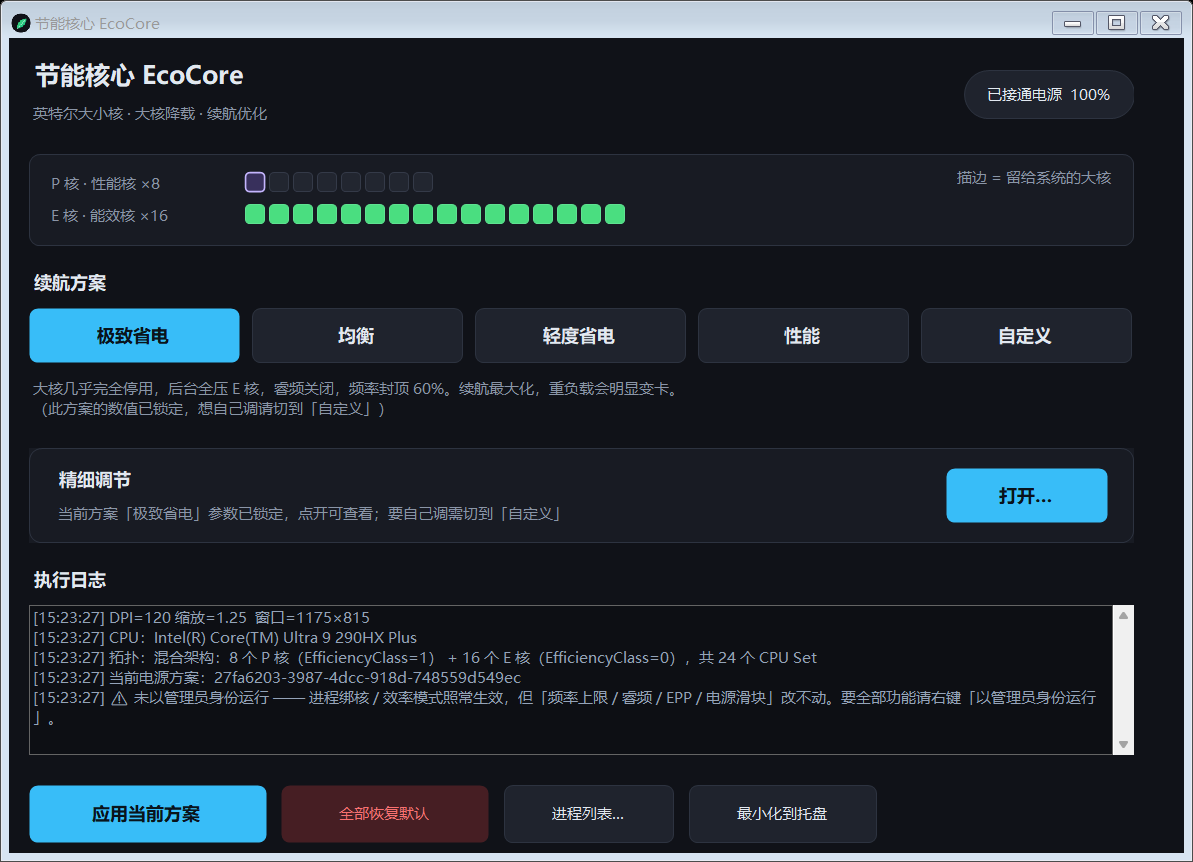 节能核心 EcoCore
节能核心 EcoCore
英特尔大小核 · 大核降载 · 续航优化
已接通电源 100%
P 核 · 性能核 ×8
描边 = 留给系统的大核
E 核 · 能效核 ×16
续航方案
极致省电
均衡
轻度省电
性能
自定义
大核几乎完全停用，后台全压 E 核，睿频关闭，频率封顶 60%。续航最大化，重负载会明显变卡。
（此方案的数值已锁定，想自己调请切到「自定义」）
精细调节
当前方案「极致省电」参数已锁定，点开可查看；要自己调需切到「自定义」
打开...
执行日志
[15:23:27] DPI=120 缩放=1.25 窗口=1175×815
[15:23:27] CPU：Intel(R) Core(TM) Ultra 9 290HX Plus
[15:23:27] 拓扑：混合架构：8 个 P 核（EfficiencyClass=1） + 16 个 E 核（EfficiencyClass=0），共 24 个 CPU Set
[15:23:27] 当前电源方案：27fa6203-3987-4dcc-918d-748559d549ec
[15:23:27] ⚠ 未以管理员身份运行 —— 进程绑核 / 效率模式照常生效，但「频率上限 / 睿频 / EPP / 电源滑块」改不动。要全部功能请右键「以管理员身份运行
」。
应用当前方案
全部恢复默认
进程列表...
最小化到托盘